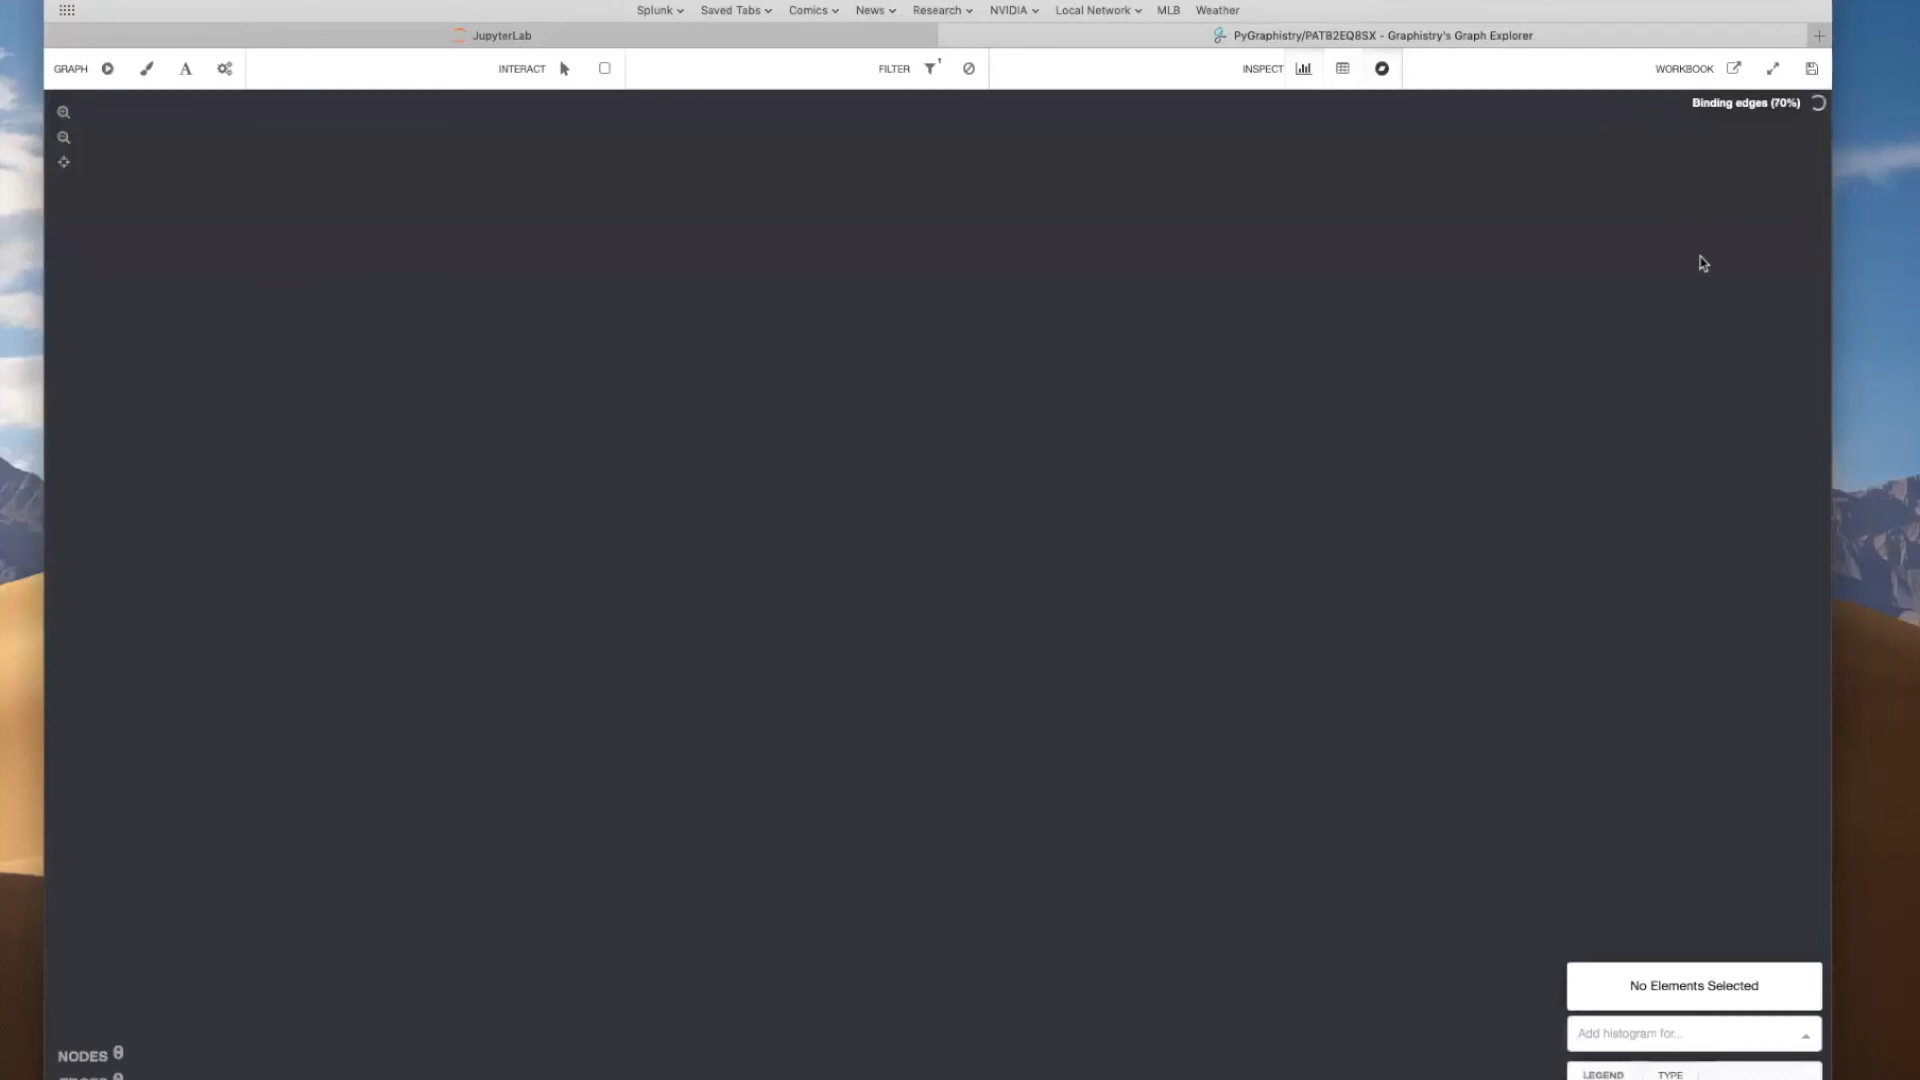 Splunk Saved Tabs Comics News Research NVIDIA Local Network MLB Weather
JupyterLab PyGraphistry/PATB2EQ8SX - Graphistry's Graph Explorer
GRAPH A INTERACT FILTER 1 INSPECT WORKBOOK
Binding edges (70%)
No Elements Selected
Add histogram for...
NODES 0
LEGEND TYPE